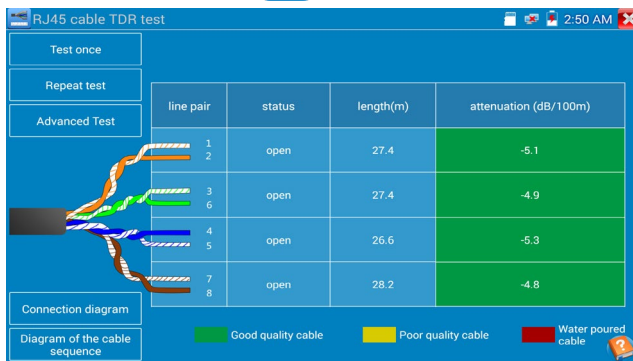 RJ45 cable TDR test
2:50 AM
Test once
Repeat test
Advanced Test
line pair status length(m) attenuation (dB/100m)
1
2
open 27.4 -5.1
3
6
open 27.4 -4.9
4
5
open 26.6 -5.3
7
8
open 28.2 -4.8
Connection diagram
Diagram of the cable
sequence
Good quality cable
Poor quality cable
Water poured
cable
?